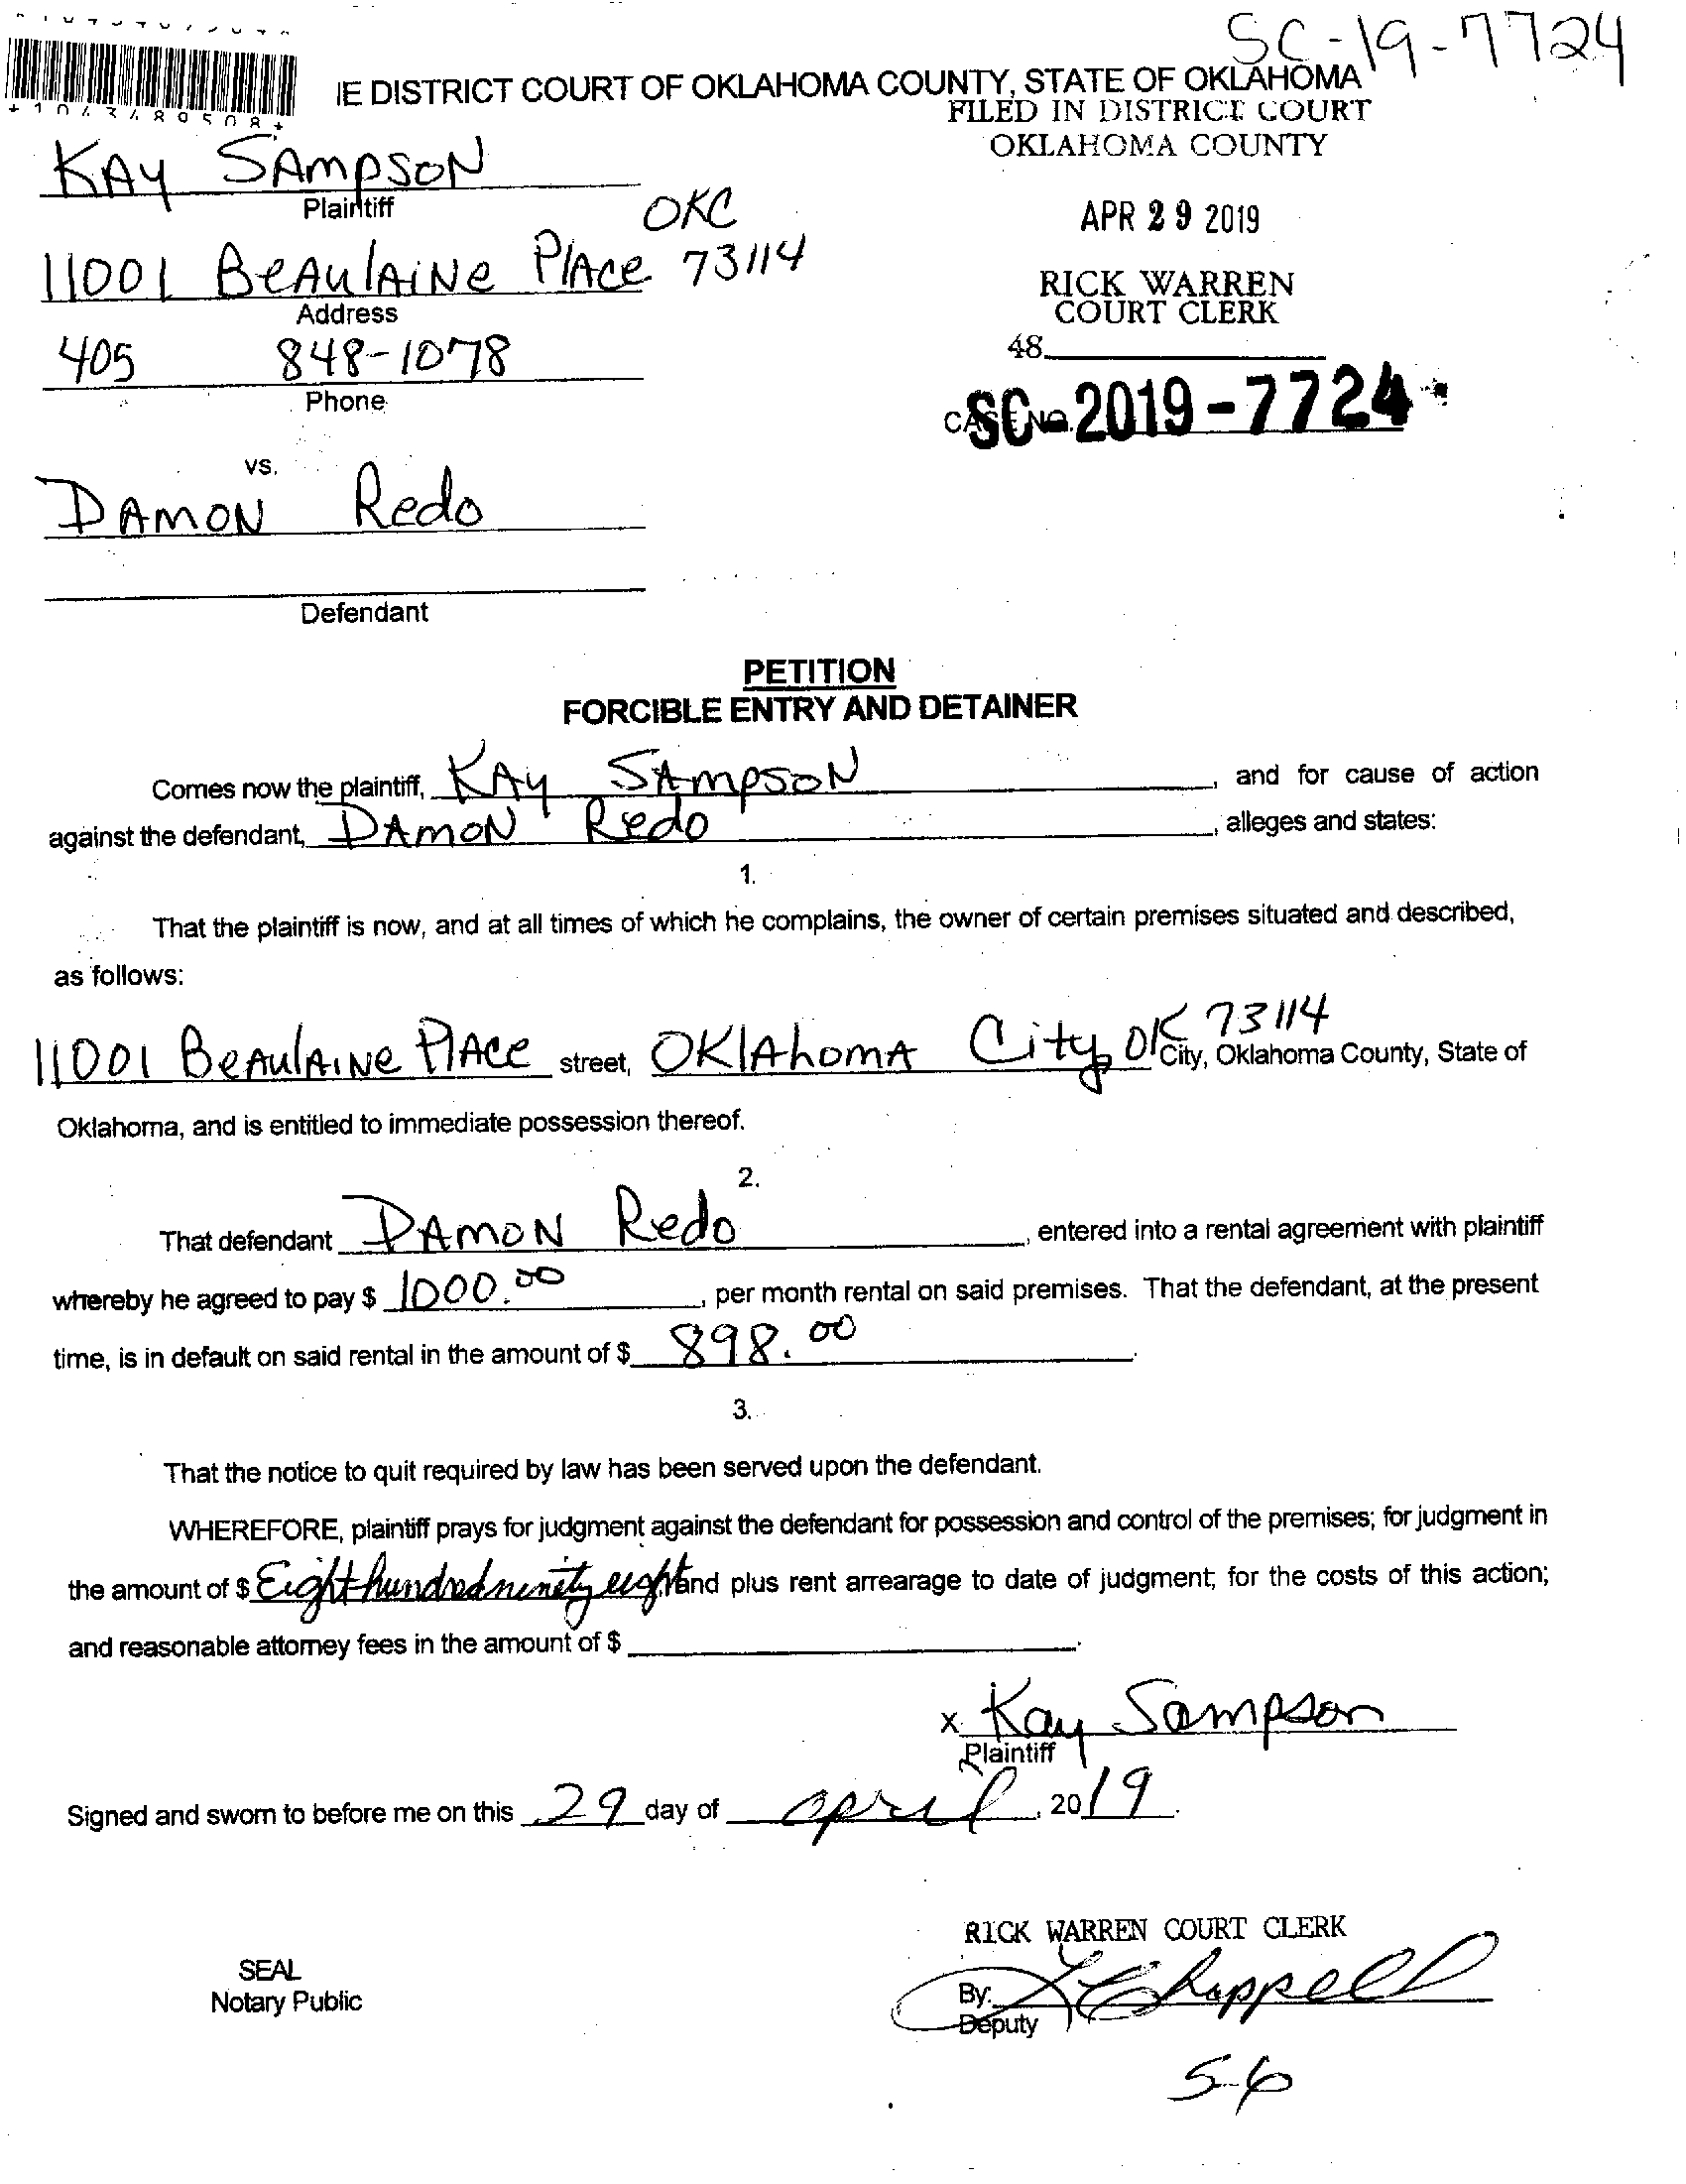 SC-19-7724
IE DISTRICT COURT OF OKLAHOMA COUNTY, STATE OF OKLAHOMA
FILED IN DISTRICT COURT
OKLAHOMA COUNTY
KAY SAMPSON
Plaintiff
OKC
APR 29 2019
11001 BeAulAiNe PlAce 73114
Address
RICK WARREN
COURT CLERK
405 848-1078
Phone
48
CASE NO. SC-2019-7724
vs.
DAMON Redo
Defendant
PETITION
FORCIBLE ENTRY AND DETAINER
Comes now the plaintiff, KAy SAmpsoN, and for cause of action
against the defendant, DAmoN Redo, alleges and states:
1.
That the plaintiff is now, and at all times of which he complains, the owner of certain premises situated and described,
as follows:
11001 BeAulAiNe PlAce street, OKlAhomA City, OK 73114 City, Oklahoma County, State of
Oklahoma, and is entitled to immediate possession thereof.
2.
That defendant DAmoN Redo, entered into a rental agreement with plaintiff
whereby he agreed to pay $ 1000.00, per month rental on said premises. That the defendant, at the present
time, is in default on said rental in the amount of $ 898.00.
3.
That the notice to quit required by law has been served upon the defendant.
WHEREFORE, plaintiff prays for judgment against the defendant for possession and control of the premises; for judgment in
the amount of $ Eight hundred ninety eight and plus rent arrearage to date of judgment; for the costs of this action;
and reasonable attorney fees in the amount of $
x Kay Sampson
Plaintiff
Signed and sworn to before me on this 29 day of april, 2019.
RICK WARREN COURT CLERK
SEAL
Notary Public
By: Chappell
Deputy
5-6